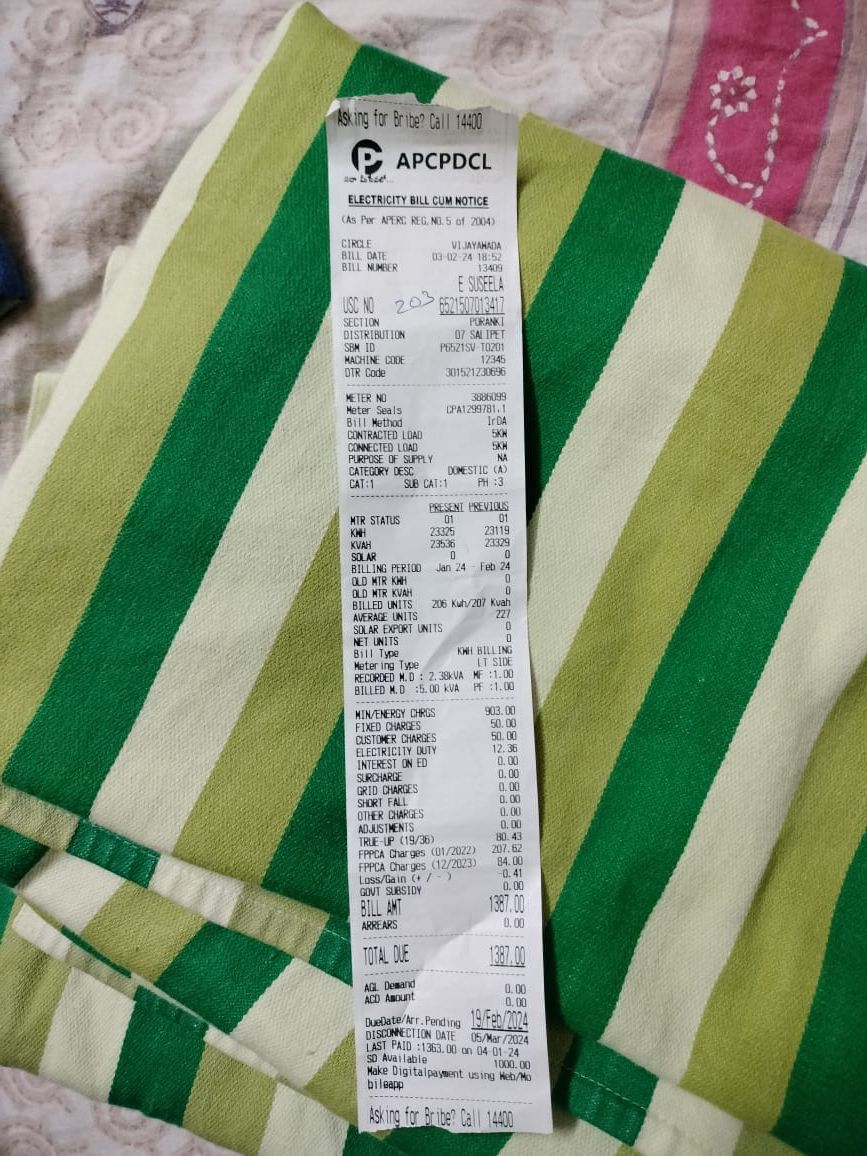 Asking for Bribe? Call 14400
APCPDCL
ELECTRICITY BILL CUM NOTICE
(As Per APERC REG.NO.5 of 2004)
CIRCLE VIJAYAWADA
BILL DATE 03-02-24 18:52
BILL NUMBER 13409
E SUSEELA
USC NO 203 6521507013417
SECTION PORANKI
DISTRIBUTION 07 SALIPET
SBM ID P6521SV-T0201
MACHINE CODE 12345
DTR Code 301521230696
METER NO 3886099
Meter Seals CPA1299781,1
Bill Method IrDA
CONTRACTED LOAD 5KW
CONNECTED LOAD 5KW
PURPOSE OF SUPPLY NA
CATEGORY DESC DOMESTIC (A)
CAT:1 SUB CAT:1 PH :3
PRESENT PREVIOUS
MTR STATUS 01 01
KWH 23325 23119
KVAH 23536 23329
SOLAR 0 0
BILLING PERIOD Jan 24 - Feb 24
OLD MTR KWH 0
OLD MTR KVAH 0
BILLED UNITS 206 Kwh/207 Kvah
AVERAGE UNITS 227
SOLAR EXPORT UNITS 0
NET UNITS 0
Bill Type KWH BILLING
Metering Type LT SIDE
RECORDED M.D : 2.38kVA MF :1.00
BILLED M.D :5.00 kVA PF :1.00
MIN/ENERGY CHRGS 903.00
FIXED CHARGES 50.00
CUSTOMER CHARGES 50.00
ELECTRICITY DUTY 12.36
INTEREST ON ED 0.00
SURCHARGE 0.00
GRID CHARGES 0.00
SHORT FALL 0.00
OTHER CHARGES 0.00
ADJUSTMENTS 0.00
TRUE-UP (19/36) 80.43
FPPCA Charges (01/2022) 207.62
FPPCA Charges (12/2023) 84.00
Loss/Gain (+ / - ) -0.41
GOVT SUBSIDY 0.00
BILL AMT 1387.00
ARREARS 0.00
TOTAL DUE 1387.00
AGL Demand 0.00
ACD Amount 0.00
DueDate/Arr.Pending 19/Feb/2024
DISCONNECTION DATE 05/Mar/2024
LAST PAID :1363.00 on 04-01-24
SD Available 1000.00
Make Digitalpayment using Web/Mo
bileapp
Asking for Bribe? Call 14400